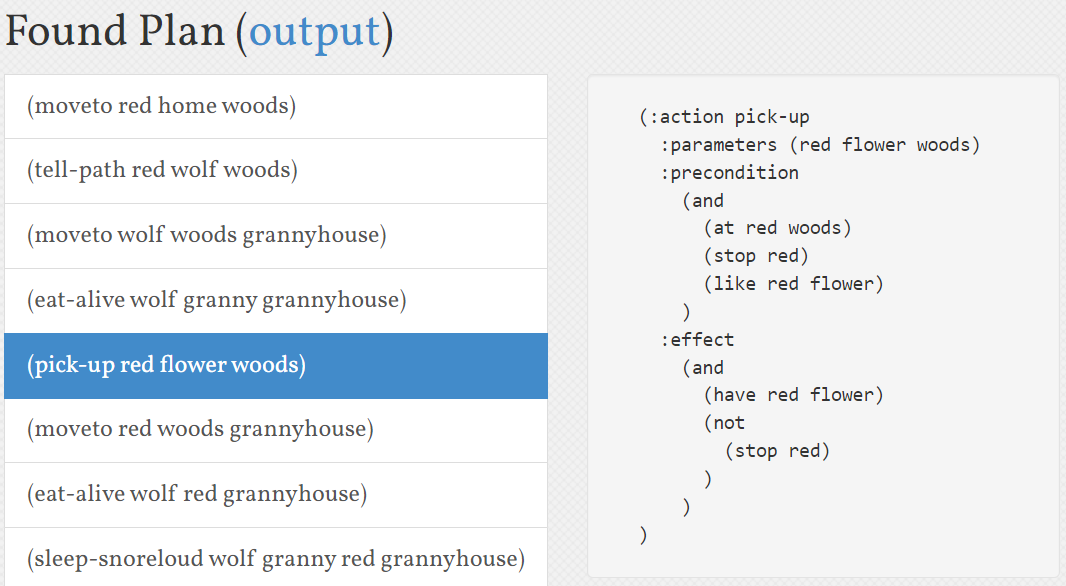 Found Plan (output)
(moveto red home woods)
(tell-path red wolf woods)
(moveto wolf woods grannyhouse)
(eat-alive wolf granny grannyhouse)
(pick-up red flower woods)
(moveto red woods grannyhouse)
(eat-alive wolf red grannyhouse)
(sleep-snoreloud wolf granny red grannyhouse)
(:action pick-up
  :parameters (red flower woods)
  :precondition
    (and
      (at red woods)
      (stop red)
      (like red flower)
    )
  :effect
    (and
      (have red flower)
      (not
        (stop red)
      )
    )
)